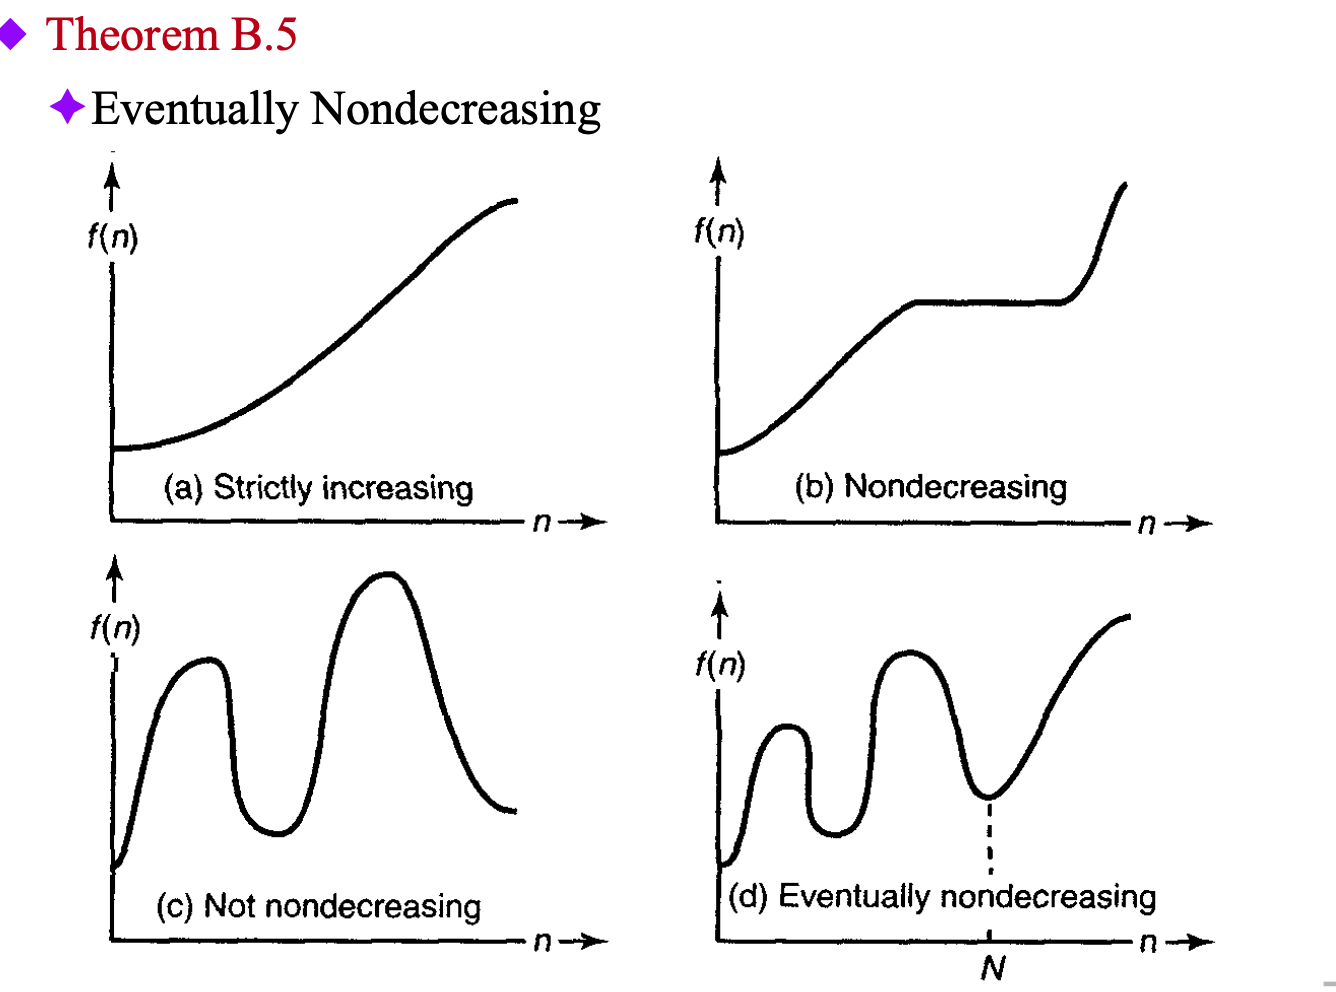 Theorem B.5
Eventually Nondecreasing
f(n)
(a) Strictly increasing
n
f(n)
(b) Nondecreasing
n
f(n)
(c) Not nondecreasing
n
f(n)
(d) Eventually nondecreasing
n
N